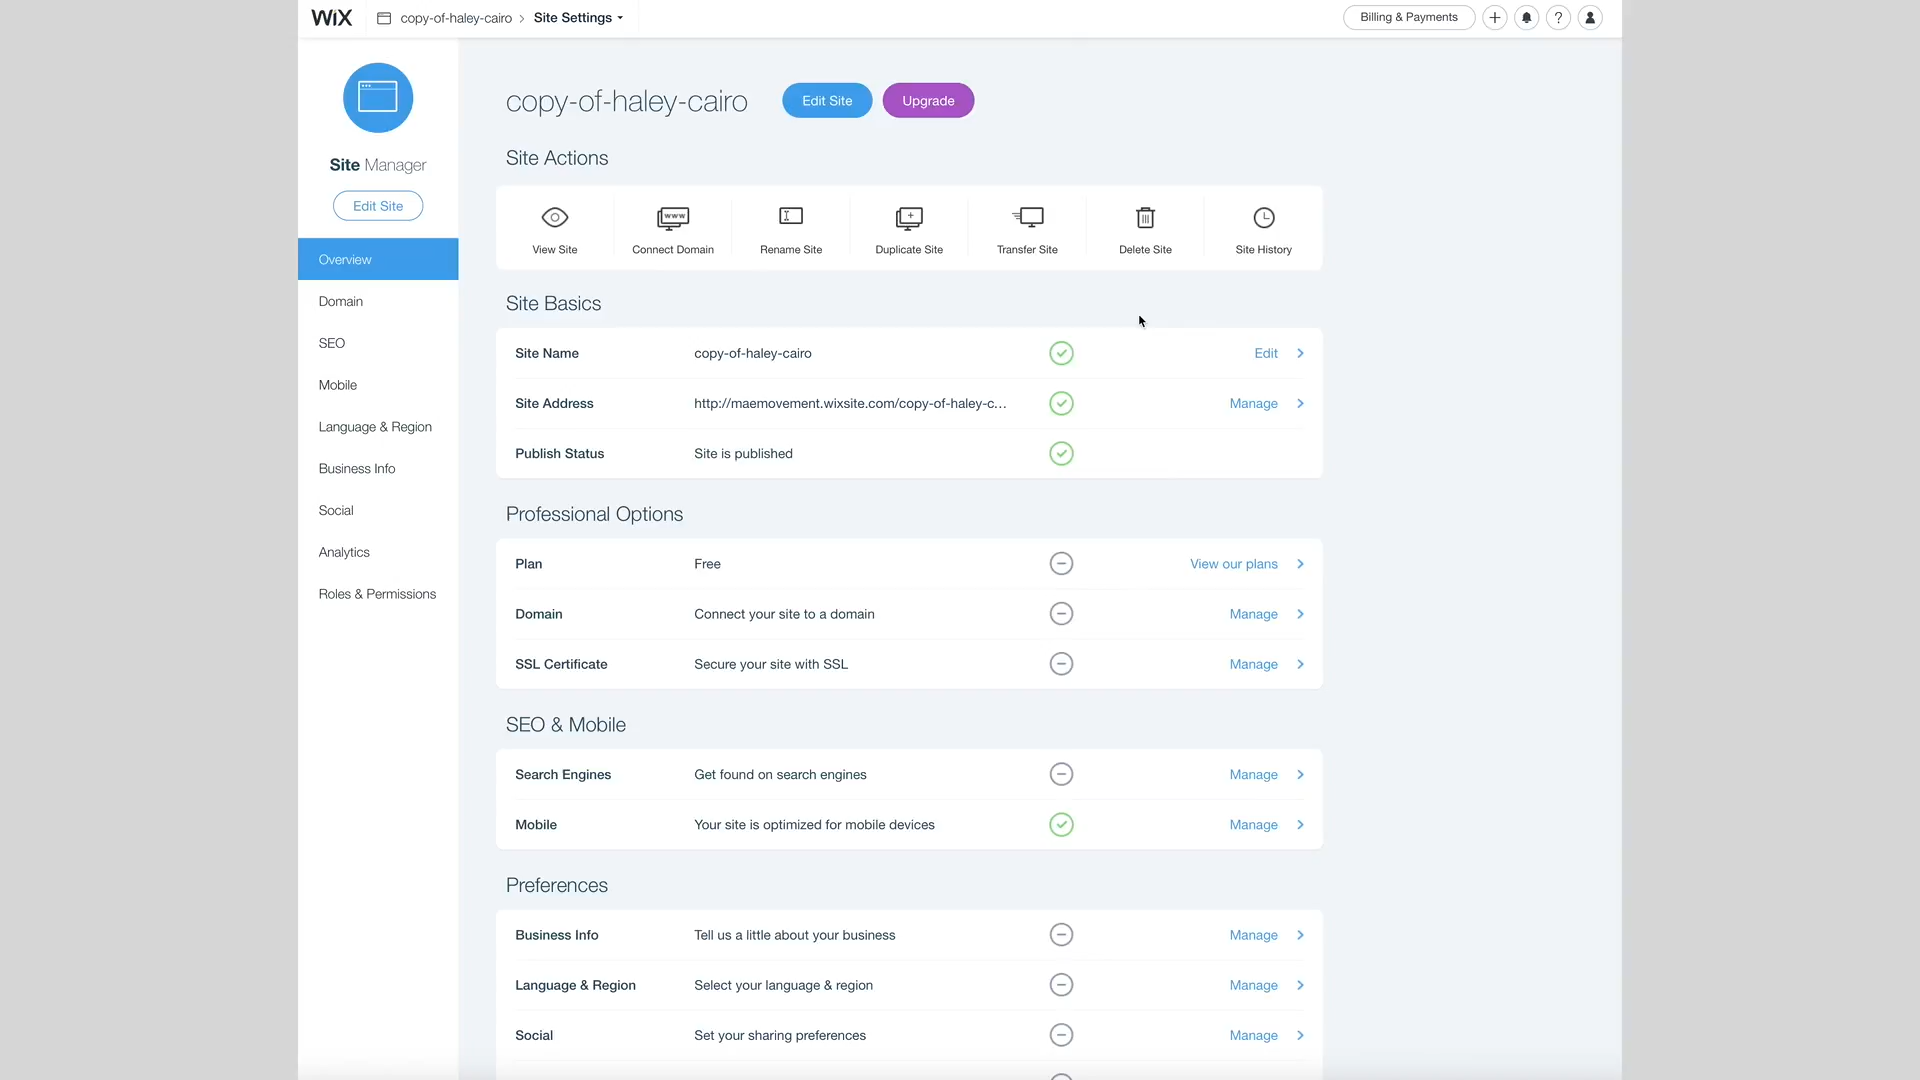 WiX copy-of-haley-cairo > Site Settings Billing & Payments + ?
Site Manager
Edit Site
Overview
Domain
SEO
Mobile
Language & Region
Business Info
Social
Analytics
Roles & Permissions
copy-of-haley-cairo Edit Site Upgrade
Site Actions
www
View Site Connect Domain Rename Site Duplicate Site Transfer Site Delete Site Site History
Site Basics
Site Name copy-of-haley-cairo Edit
Site Address http://maemovement.wixsite.com/copy-of-haley-c... Manage
Publish Status Site is published
Professional Options
Plan Free View our plans
Domain Connect your site to a domain Manage
SSL Certificate Secure your site with SSL Manage
SEO & Mobile
Search Engines Get found on search engines Manage
Mobile Your site is optimized for mobile devices Manage
Preferences
Business Info Tell us a little about your business Manage
Language & Region Select your language & region Manage
Social Set your sharing preferences Manage